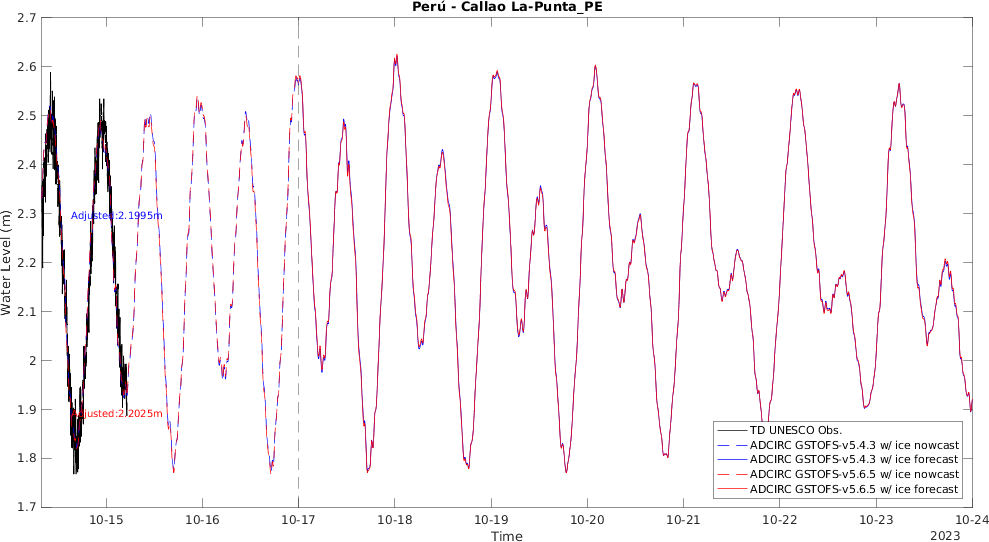 Perú - Callao La-Punta_PE
2.7
2.6
2.5
2.4
2.3
2.2
2.1
2
1.9
1.8
1.7
Water Level (m)
Adjusted:2.1995m
Adjusted:2.2025m
TD UNESCO Obs.
ADCIRC GSTOFS-v5.4.3 w/ ice nowcast
ADCIRC GSTOFS-v5.4.3 w/ ice forecast
ADCIRC GSTOFS-v5.6.5 w/ ice nowcast
ADCIRC GSTOFS-v5.6.5 w/ ice forecast
10-15 10-16 10-17 10-18 10-19 10-20 10-21 10-22 10-23 10-24
Time
2023